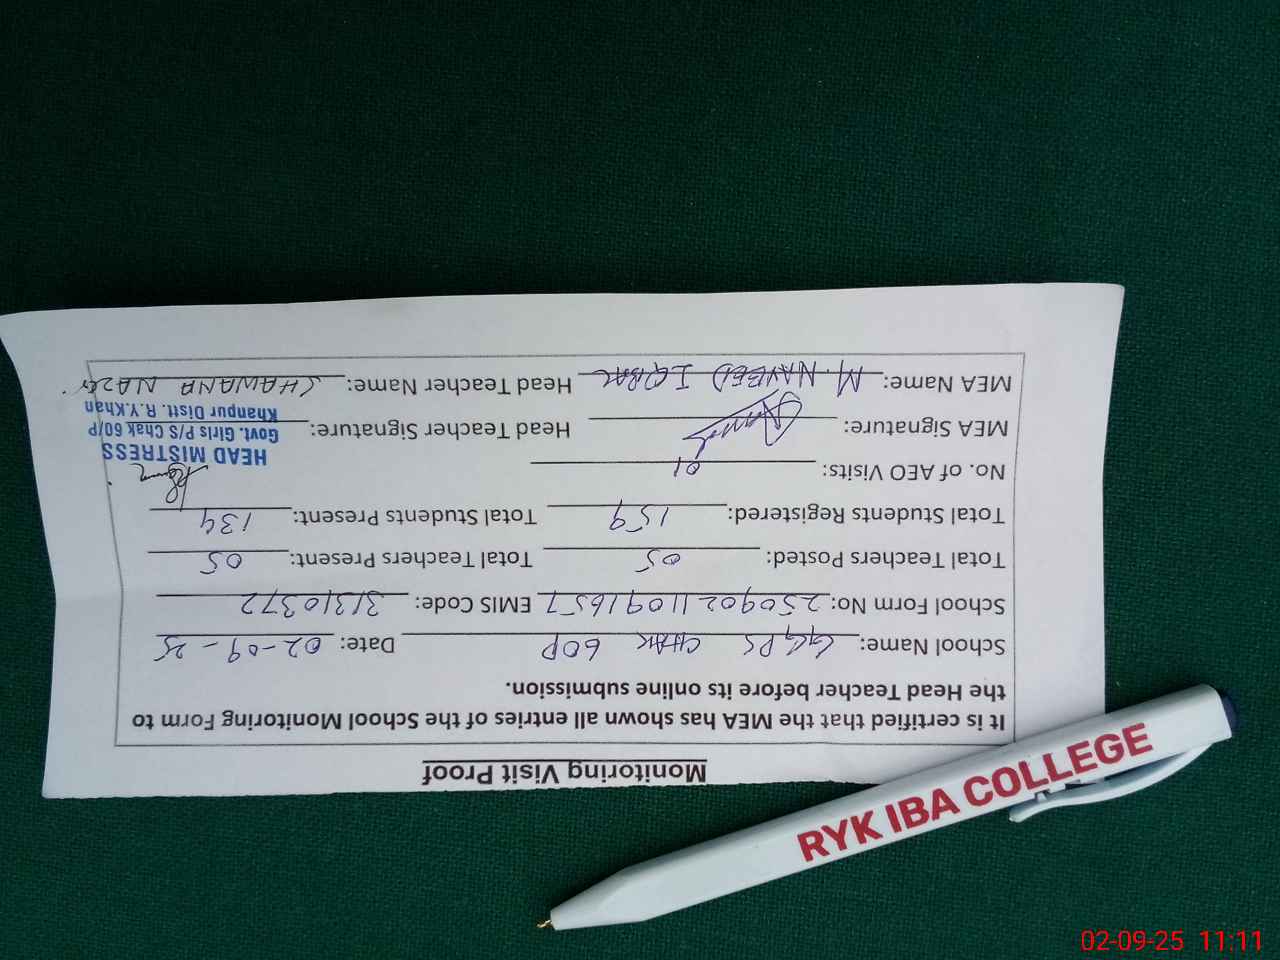 Monitoring Visit Proof
It is certified that the MEA has shown all entries of the School Monitoring Form to
the Head Teacher before its online submission.
School Name: GGPS CHAK 60P Date: 02-09-25
School Form No: 25090211091657 EMIS Code: 31310372
Total Teachers Posted: 05 Total Teachers Present: 05
Total Students Registered: 159 Total Students Present: 134
No. of AEO Visits: 01
HEAD MISTRESS
Govt. Girls P/S Chak 60/P
Khanpur Distt. R.Y.Khan
MEA Signature: Head Teacher Signature:
MEA Name: M. NAVEED IQBAL Head Teacher Name: SHAWANA NAZER
RYK IBA COLLEGE
02-09-25 11:11